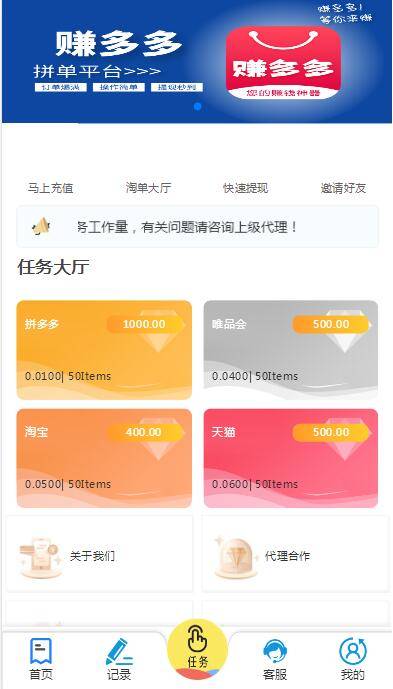 赚多多!
等你来赚
赚多多
拼单平台>>>
订单爆满 操作简单 提现秒到
赚多多
您的赚钱神器
马上充值 淘单大厅 快速提现 邀请好友
务工作量，有关问题请咨询上级代理！
任务大厅
拼多多 1000.00
0.0100| 50Items
唯品会 500.00
0.0400| 50Items
淘宝 400.00
0.0500| 50Items
天猫 500.00
0.0600| 50Items
关于我们 代理合作
首页 记录 任务 客服 我的